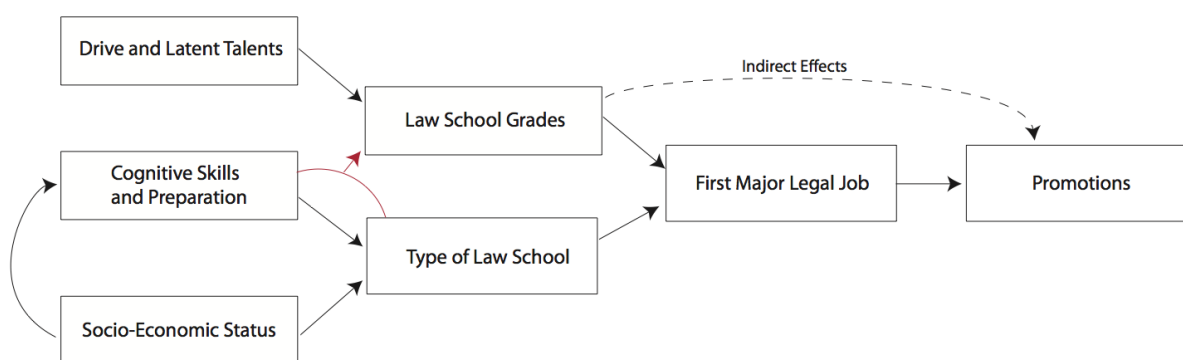 Drive and Latent Talents
Indirect Effects
Law School Grades
Cognitive Skills
and Preparation
First Major Legal Job
Promotions
Type of Law School
Socio-Economic Status